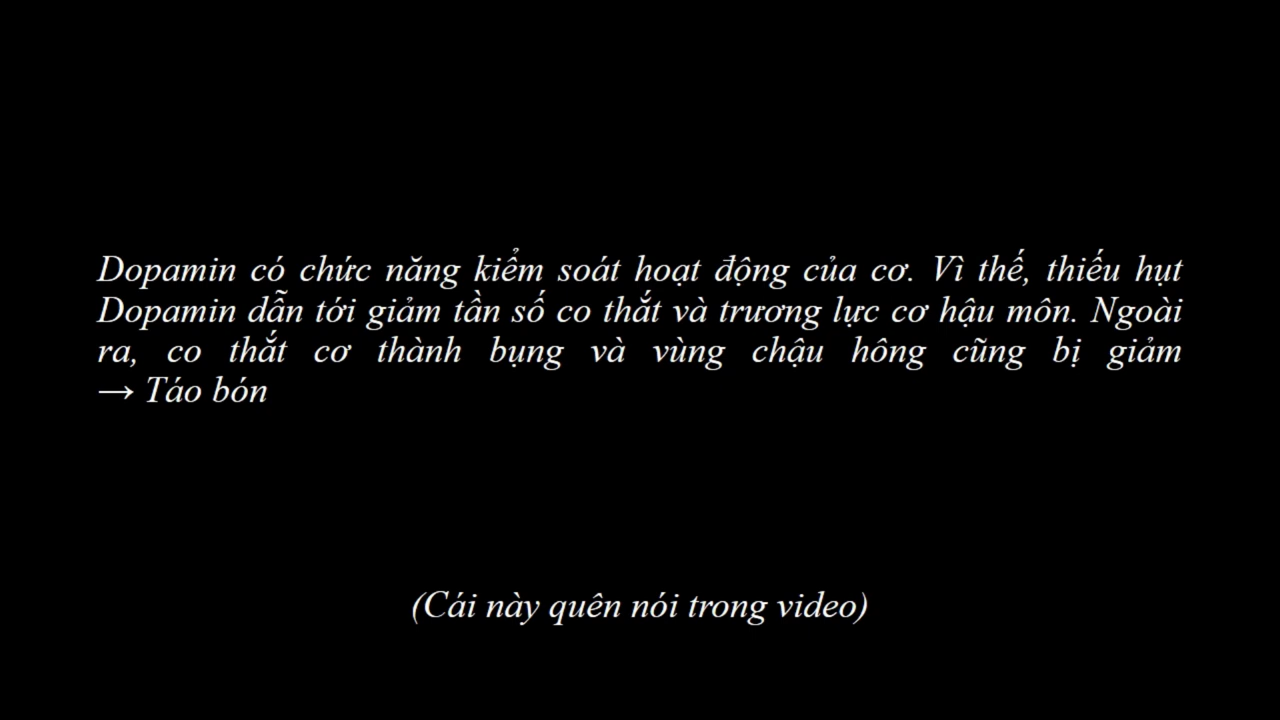 Dopamin có chức năng kiểm soát hoạt động của cơ. Vì thế, thiếu hụt
Dopamin dẫn tới giảm tần số co thắt và trương lực cơ hậu môn. Ngoài
ra, co thắt cơ thành bụng và vùng chậu hông cũng bị giảm
→ Táo bón
(Cái này quên nói trong video)